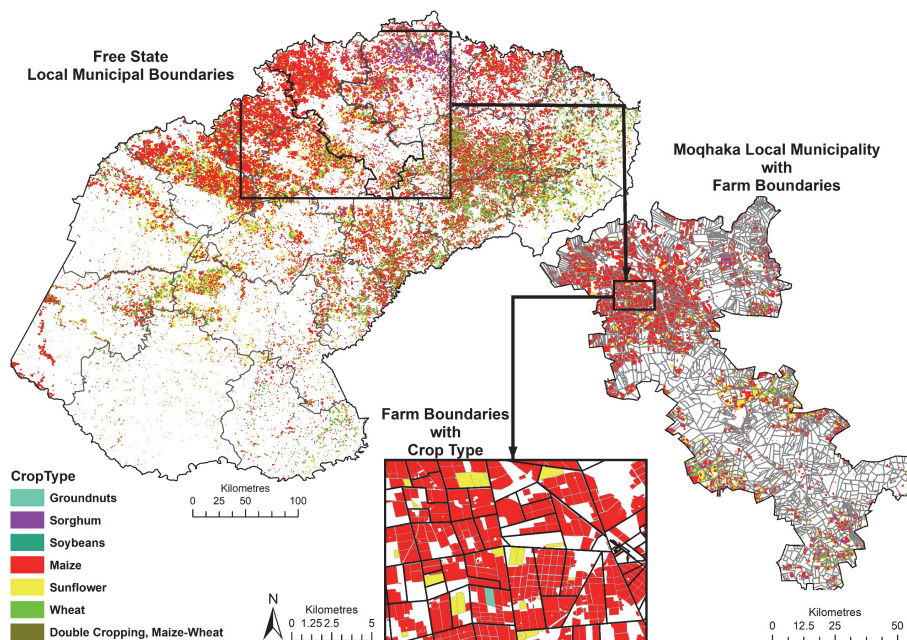 Free State
Local Municipal Boundaries
Moqhaka Local Municipality
with
Farm Boundaries
Farm Boundaries
with
Crop Type
CropType
Groundnuts
Sorghum
Soybeans
Maize
Sunflower
Wheat
Double Cropping, Maize-Wheat
Kilometres
0 25 50 100
N
Kilometres
0 1.25 2.5 5
Kilometres
0 12.5 25 50